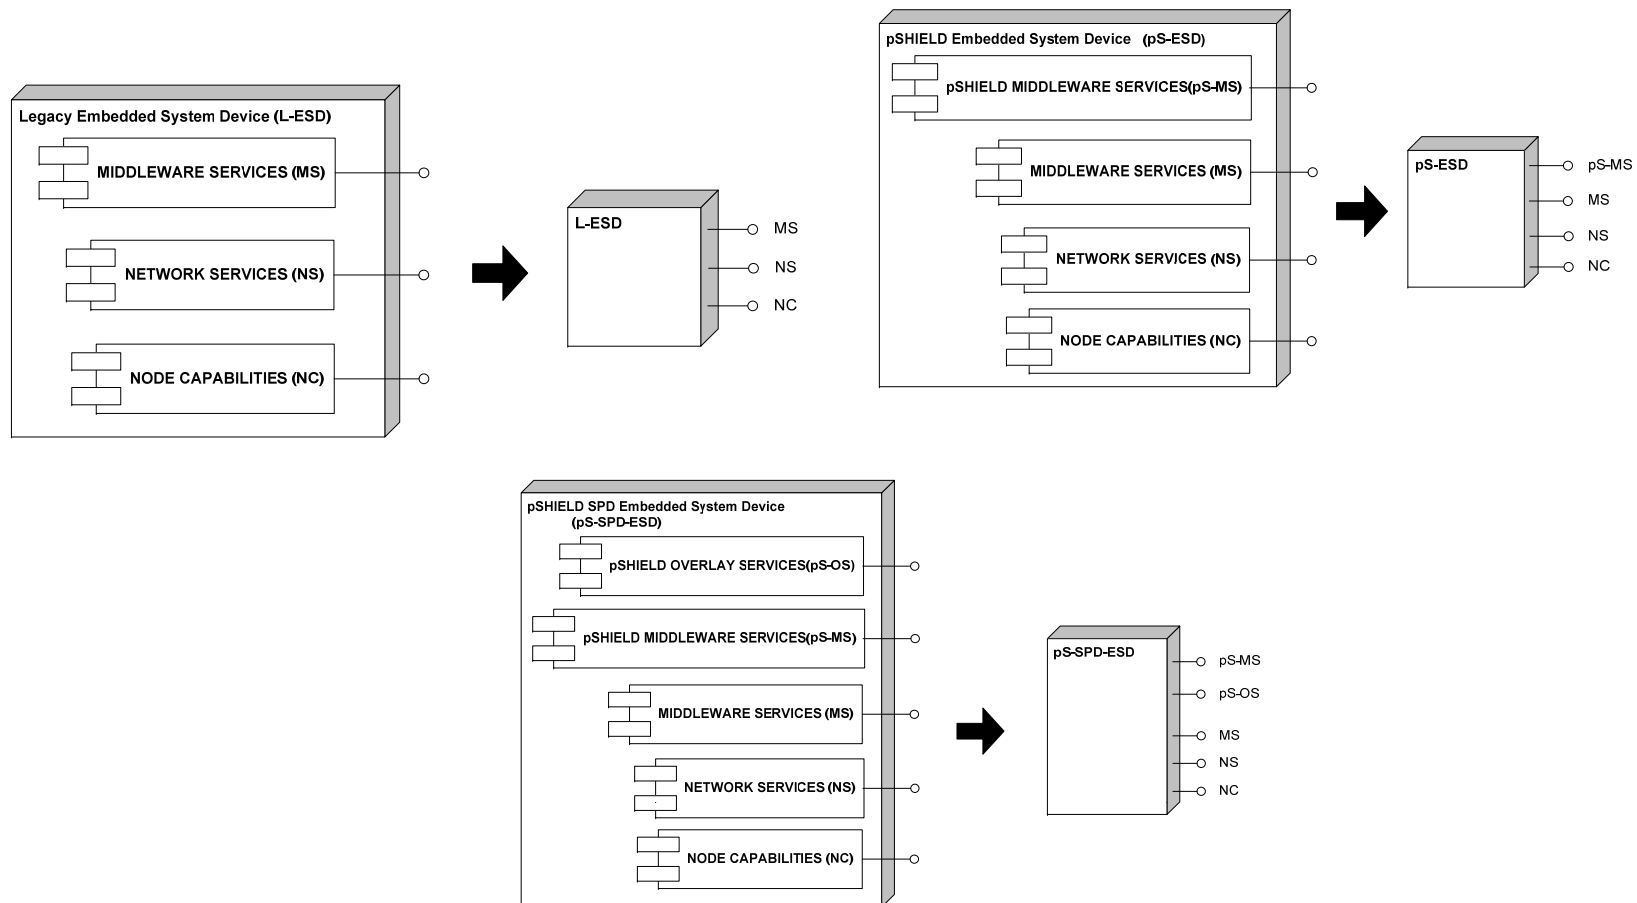 Legacy Embedded System Device (L-ESD)
MIDDLEWARE SERVICES (MS)
NETWORK SERVICES (NS)
NODE CAPABILITIES (NC)
L-ESD
MS
NS
NC
pSHIELD Embedded System Device (pS-ESD)
pSHIELD MIDDLEWARE SERVICES(pS-MS)
MIDDLEWARE SERVICES (MS)
NETWORK SERVICES (NS)
NODE CAPABILITIES (NC)
pS-ESD
pS-MS
MS
NS
NC
pSHIELD SPD Embedded System Device
(pS-SPD-ESD)
pSHIELD OVERLAY SERVICES(pS-OS)
pSHIELD MIDDLEWARE SERVICES(pS-MS)
MIDDLEWARE SERVICES (MS)
NETWORK SERVICES (NS)
NODE CAPABILITIES (NC)
pS-SPD-ESD
pS-MS
pS-OS
MS
NS
NC